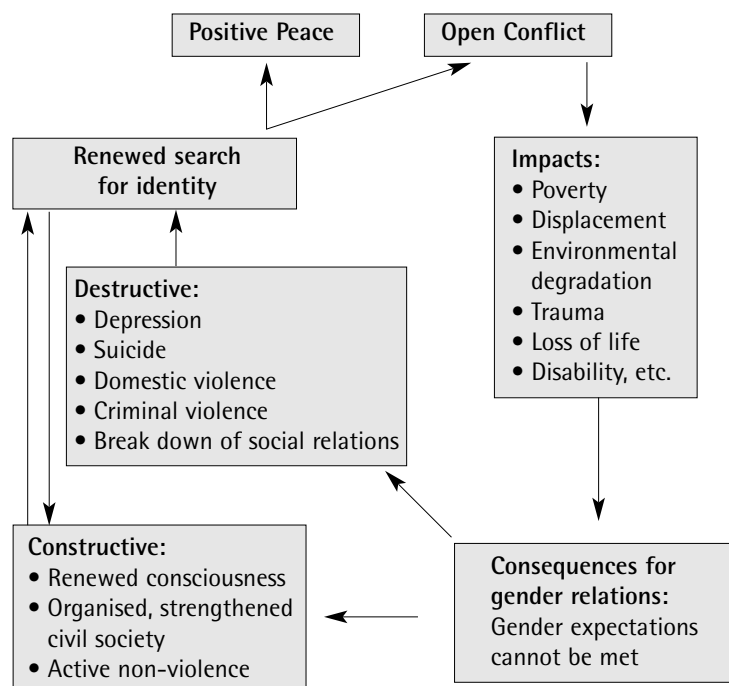 Positive Peace
Open Conflict
Renewed search
for identity
Impacts:
• Poverty
• Displacement
• Environmental
degradation
• Trauma
• Loss of life
• Disability, etc.
Destructive:
• Depression
• Suicide
• Domestic violence
• Criminal violence
• Break down of social relations
Constructive:
• Renewed consciousness
• Organised, strengthened
civil society
• Active non-violence
Consequences for
gender relations:
Gender expectations
cannot be met